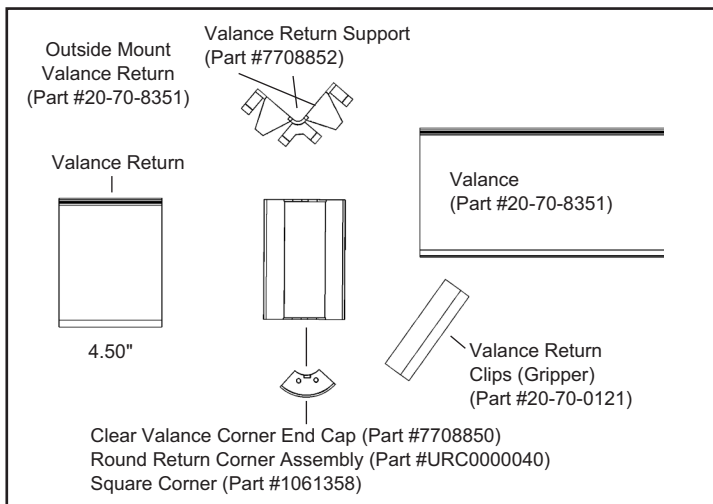 Outside Mount
Valance Return
(Part #20-70-8351)
Valance Return Support
(Part #7708852)
Valance Return
Valance
(Part #20-70-8351)
4.50"
Valance Return
Clips (Gripper)
(Part #20-70-0121)
Clear Valance Corner End Cap (Part #7708850)
Round Return Corner Assembly (Part #URC0000040)
Square Corner (Part #1061358)